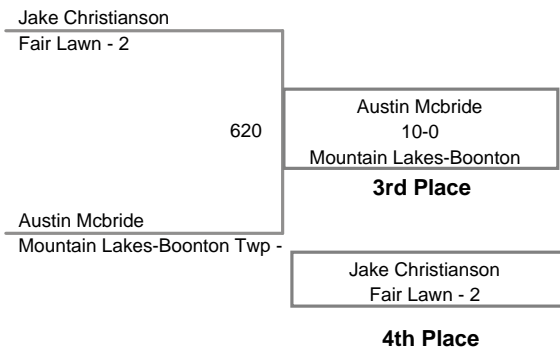 Jake Christianson
Fair Lawn - 2
620
Austin Mcbride
10-0
Mountain Lakes-Boonton
3rd Place
Austin Mcbride
Mountain Lakes-Boonton Twp -
Jake Christianson
Fair Lawn - 2
4th Place